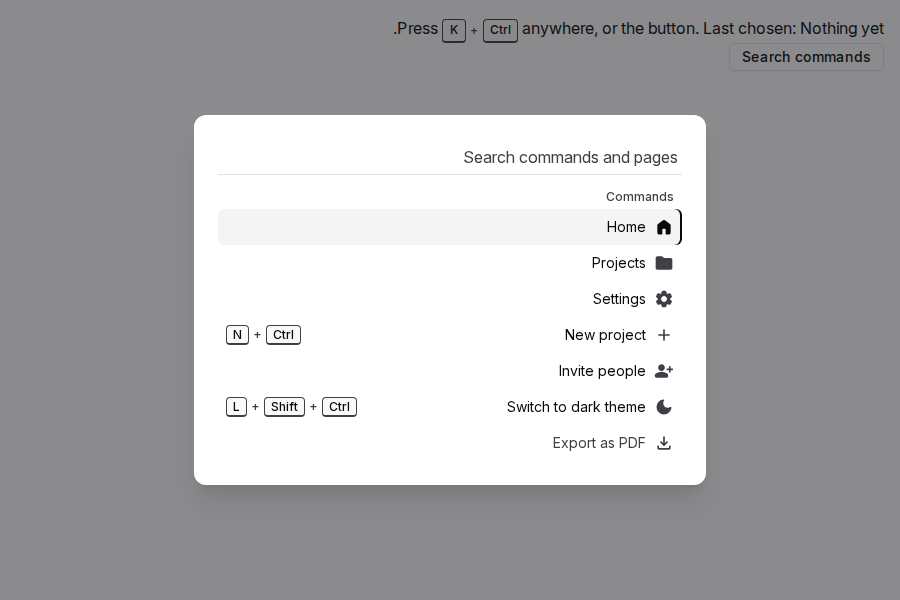 .Press K + Ctrl anywhere, or the button. Last chosen: Nothing yet
Search commands
Search commands and pages
Commands
Home
Projects
Settings
New project N + Ctrl
Invite people
Switch to dark theme L + Shift + Ctrl
Export as PDF